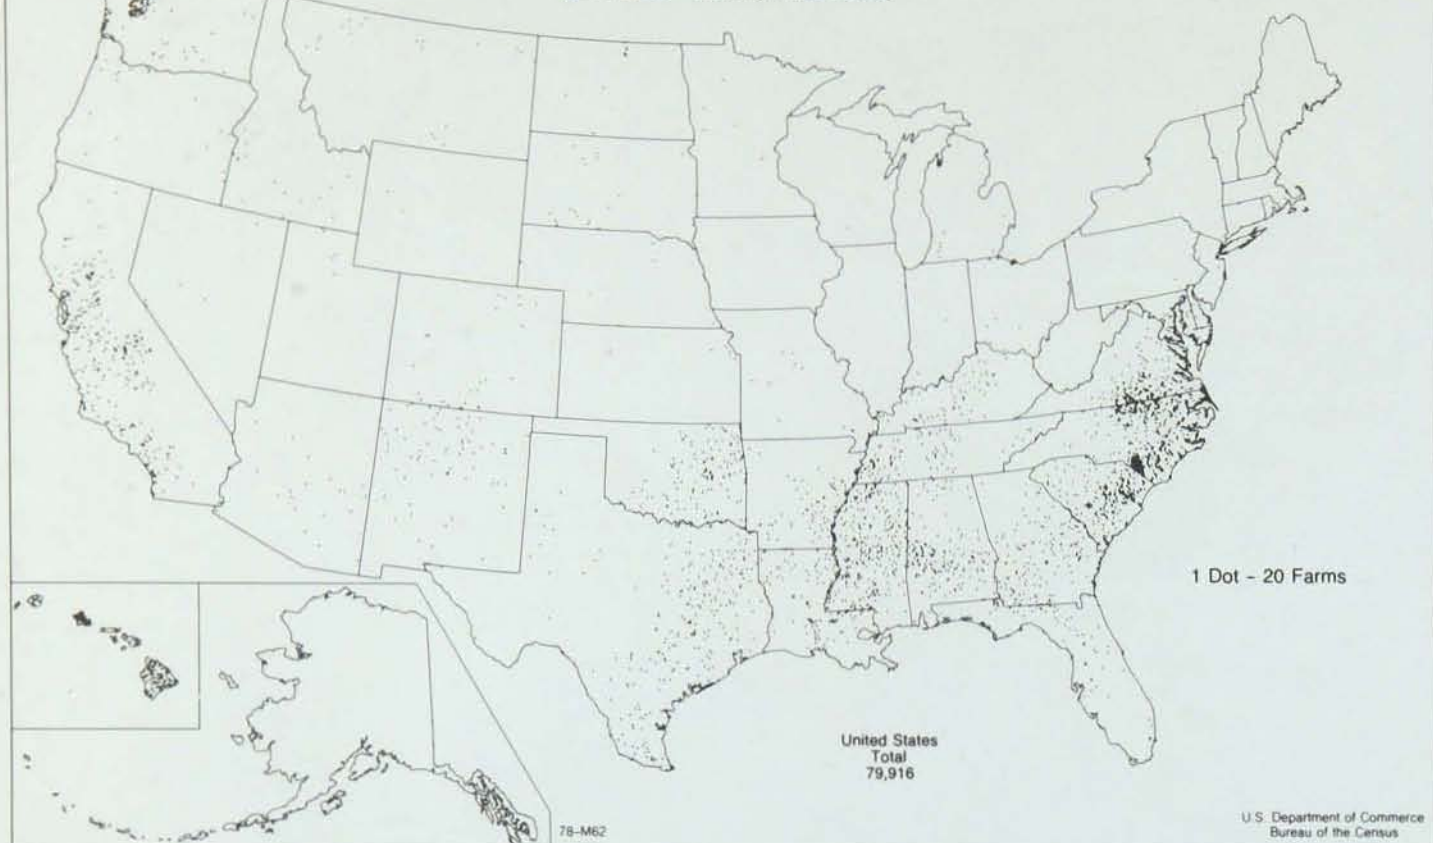 1 Dot - 20 Farms
United States
Total
79,916
78-M62
U.S. Department of Commerce
Bureau of the Census